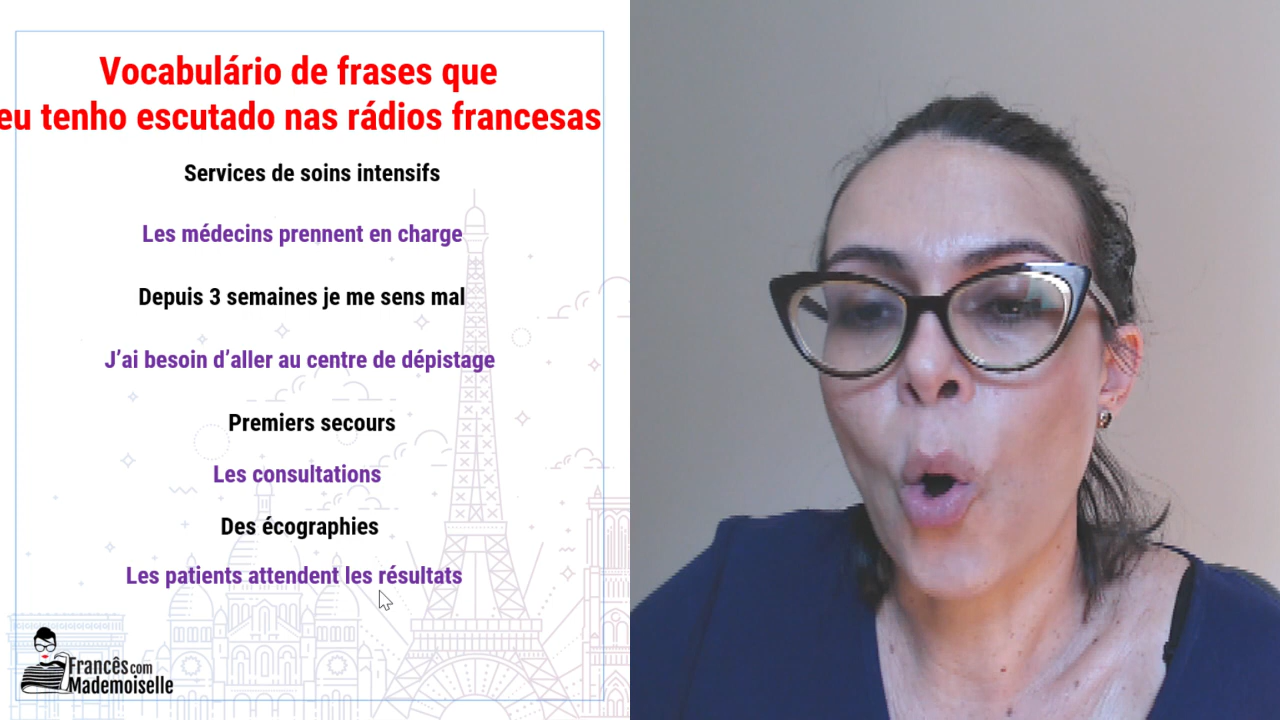 Vocabulário de frases que
eu tenho escutado nas rádios francesas
Services de soins intensifs
Les médecins prennent en charge
Depuis 3 semaines je me sens mal
J’ai besoin d’aller au centre de dépistage
Premiers secours
Les consultations
Des écographies
Les patients attendent les résultats
Francês com
Mademoiselle